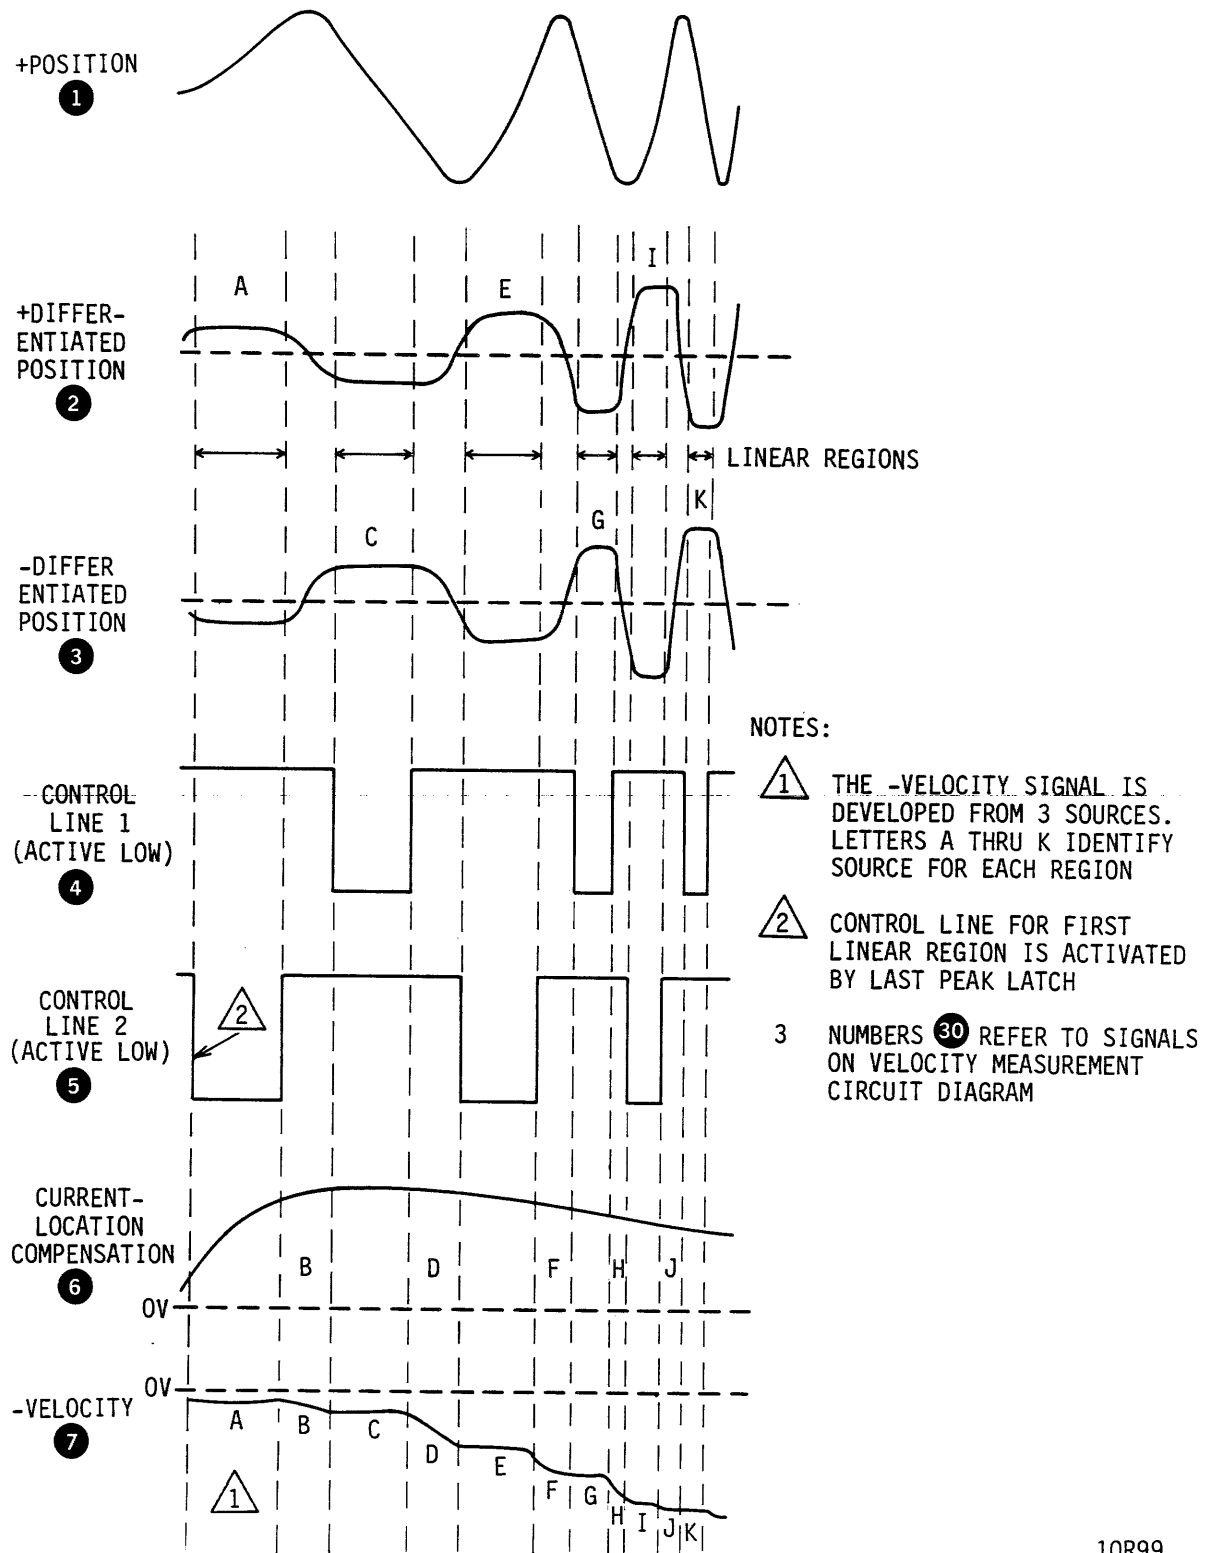 +POSITION
1
I
A
E
+DIFFER-
ENTIATED
POSITION
2
LINEAR REGIONS
K
G
C
-DIFFER
ENTIATED
POSITION
3
CONTROL
LINE 1
(ACTIVE LOW)
4
CONTROL
LINE 2
(ACTIVE LOW)
5
2
NOTES:
1 THE -VELOCITY SIGNAL IS
DEVELOPED FROM 3 SOURCES.
LETTERS A THRU K IDENTIFY
SOURCE FOR EACH REGION
2 CONTROL LINE FOR FIRST
LINEAR REGION IS ACTIVATED
BY LAST PEAK LATCH
3 NUMBERS 30 REFER TO SIGNALS
ON VELOCITY MEASUREMENT
CIRCUIT DIAGRAM
CURRENT-
LOCATION
COMPENSATION
6
B D F H J
0V
0V
-VELOCITY
7
A B C D E F G H I J K
1
10R99